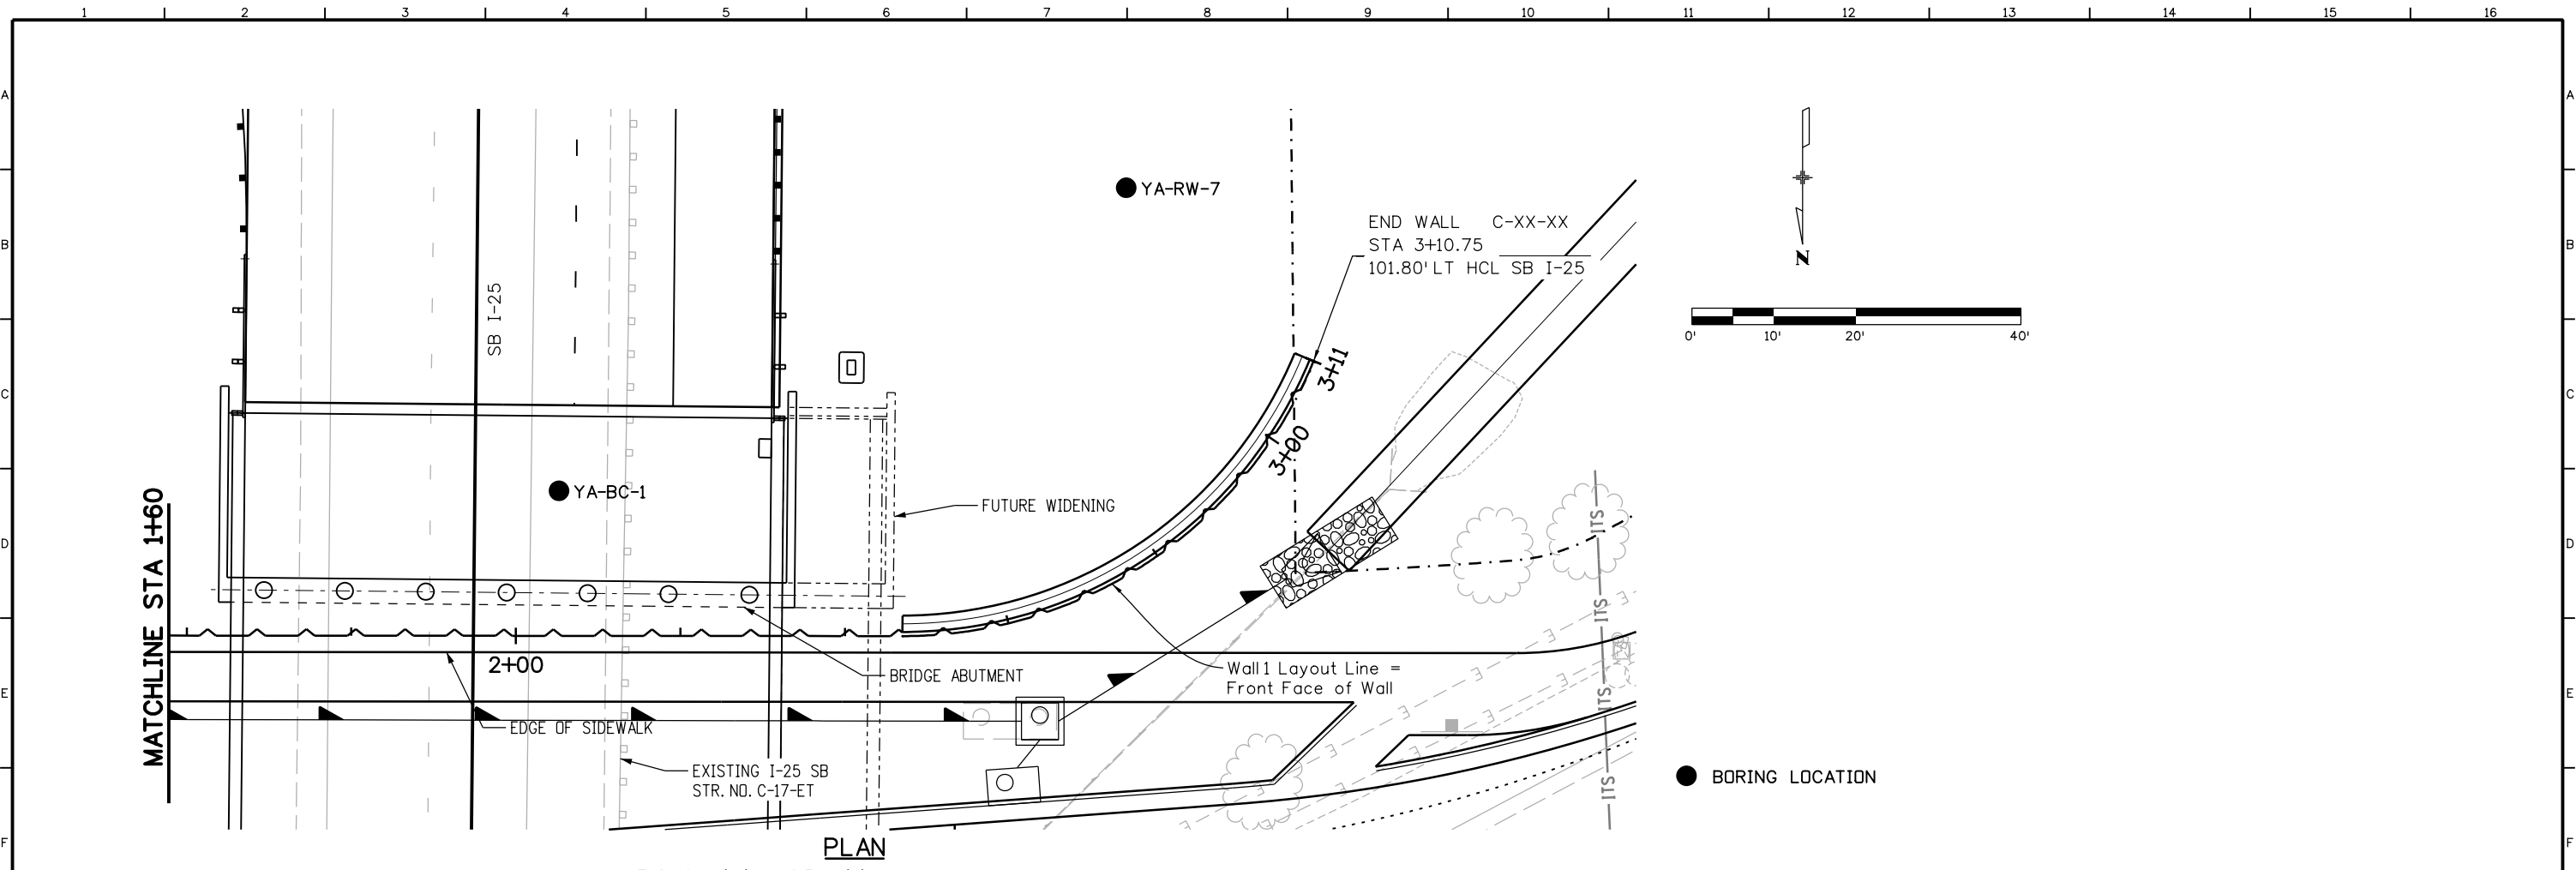 1 2 3 4 5 6 7 8 9 10 11 12 13 14 15 16
A A
YA-RW-7
END WALL C-XX-XX
STA 3+10.75
101.80' LT HCL SB I-25
B B
N
SB I-25
0' 10' 20' 40'
3+11
C C
3+00
YA-BC-1
FUTURE WIDENING
MATCHLINE STA 1+60
ITS
D D
ITS
E
2+00
BRIDGE ABUTMENT
Wall 1 Layout Line =
Front Face of Wall
E
E E
ITS
E
E
EDGE OF SIDEWALK
E
EXISTING I-25 SB
STR. NO. C-17-ET
E
ITS
BORING LOCATION
E
E
PLAN
F F